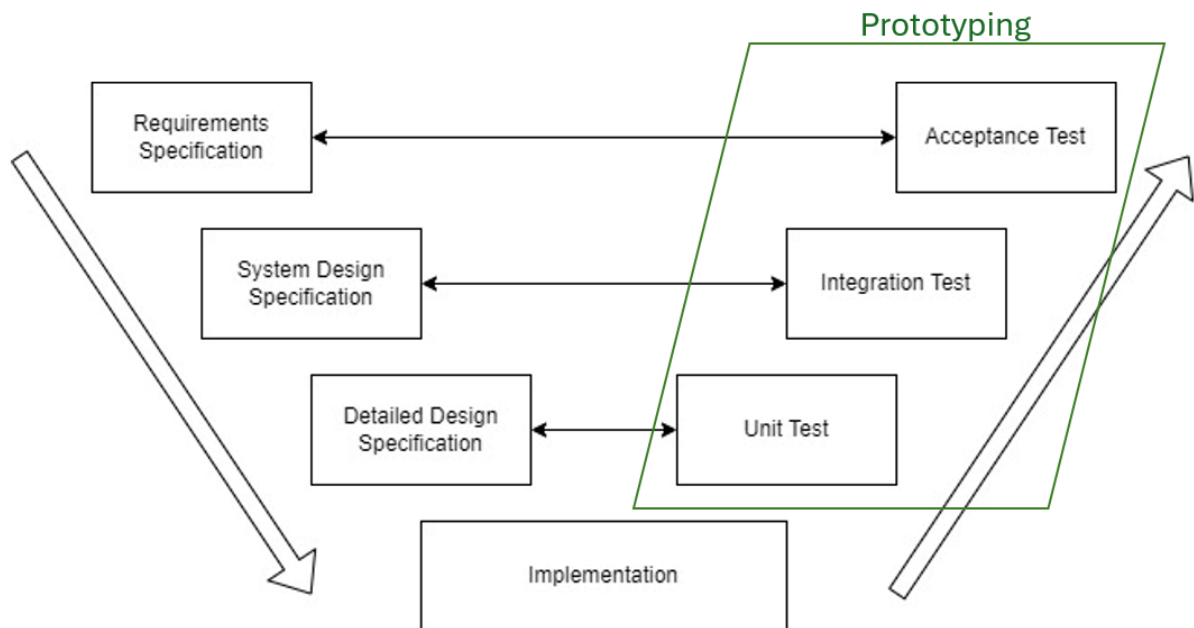 Prototyping
Requirements
Specification
Acceptance Test
System Design
Specification
Integration Test
Detailed Design
Specification
Unit Test
Implementation